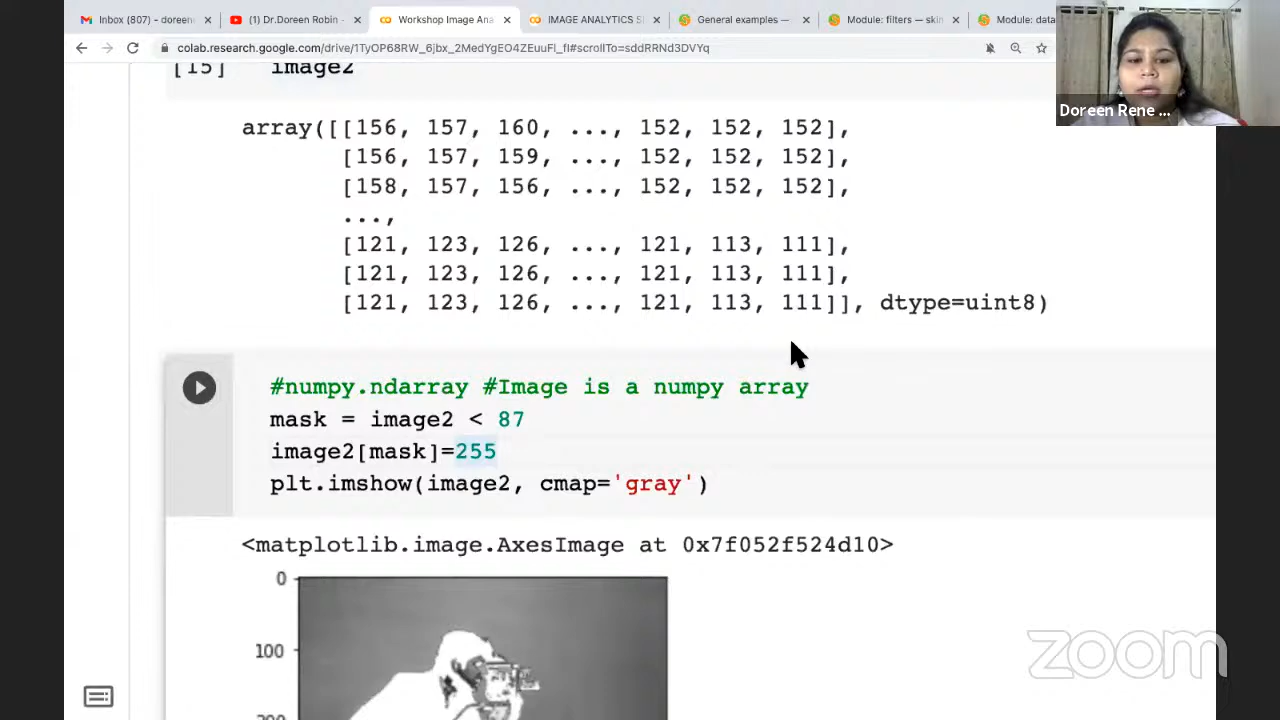 Inbox (807) - doreen
(1) Dr.Doreen Robin -
Workshop Image Ana
IMAGE ANALYTICS S
General examples —
Module: filters — skin
Module: data
colab.research.google.com/drive/1TyOP68RW_6jbx_2MedYgEO4ZEuuFl_fI#scrollTo=sddRRNd3DVYq
Doreen Rene ...
[15] image2
array([[156, 157, 160, ..., 152, 152, 152],
[156, 157, 159, ..., 152, 152, 152],
[158, 157, 156, ..., 152, 152, 152],
...,
[121, 123, 126, ..., 121, 113, 111],
[121, 123, 126, ..., 121, 113, 111],
[121, 123, 126, ..., 121, 113, 111]], dtype=uint8)
#numpy.ndarray #Image is a numpy array
mask = image2 < 87
image2[mask]=255
plt.imshow(image2, cmap='gray')
<matplotlib.image.AxesImage at 0x7f052f524d10>
0
100
200
zoom